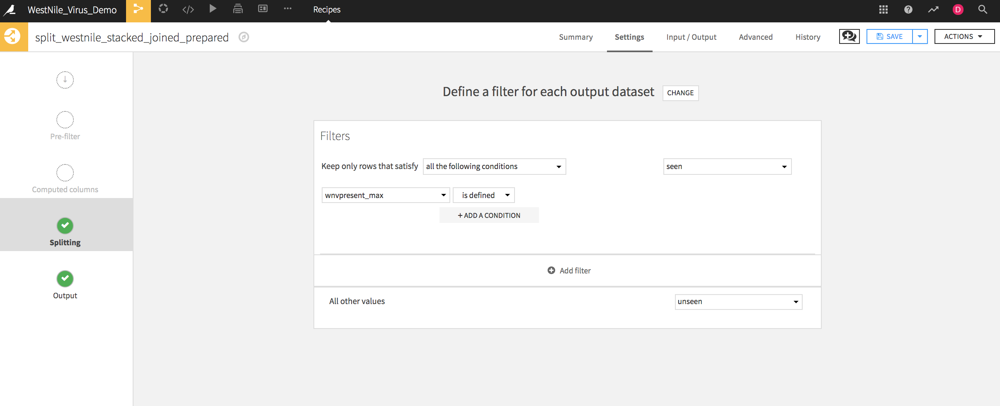 WestNile_Virus_Demo
Recipes
D
split_westnile_stacked_joined_prepared
Summary
Settings
Input / Output
Advanced
History
SAVE
ACTIONS
Pre-filter
Computed columns
Splitting
Output
Define a filter for each output dataset
CHANGE
Filters
Keep only rows that satisfy all the following conditions seen
wnvpresent_max is defined
+ ADD A CONDITION
Add filter
All other values unseen